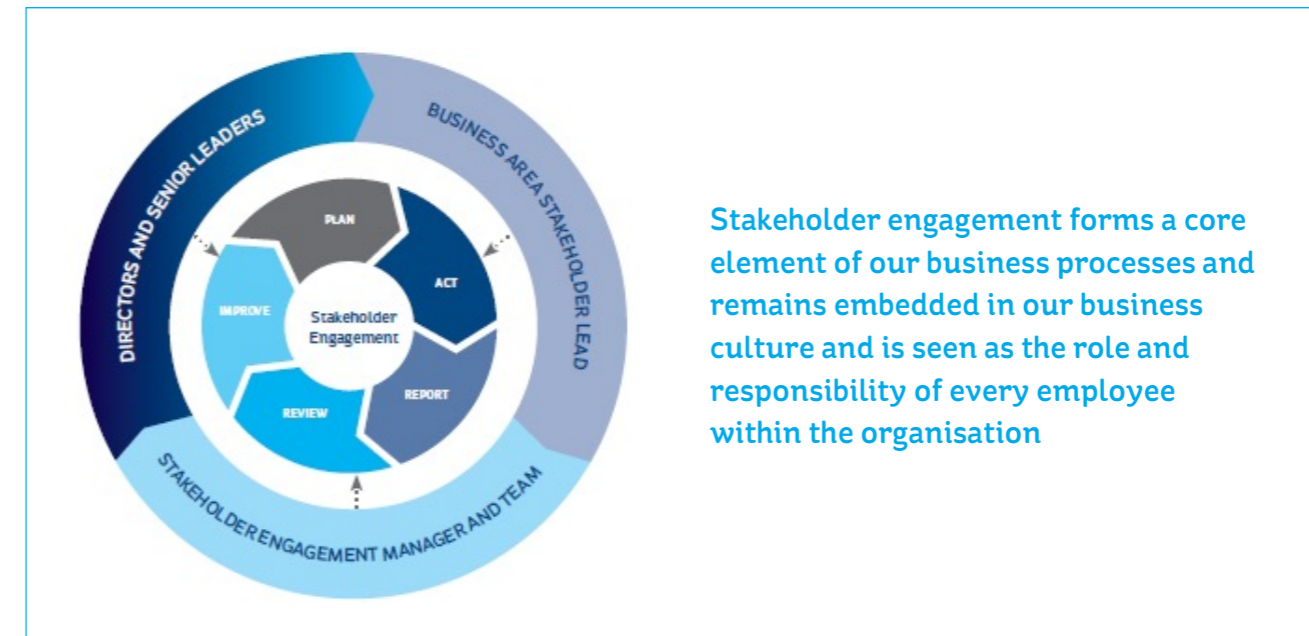 DIRECTORS AND SENIOR LEADERS
BUSINESS AREA STAKEHOLDER LEAD
STAKEHOLDER ENGAGEMENT MANAGER AND TEAM
PLAN
ACT
REPORT
REVIEW
IMPROVE
Stakeholder
Engagement
Stakeholder engagement forms a core
element of our business processes and
remains embedded in our business
culture and is seen as the role and
responsibility of every employee
within the organisation